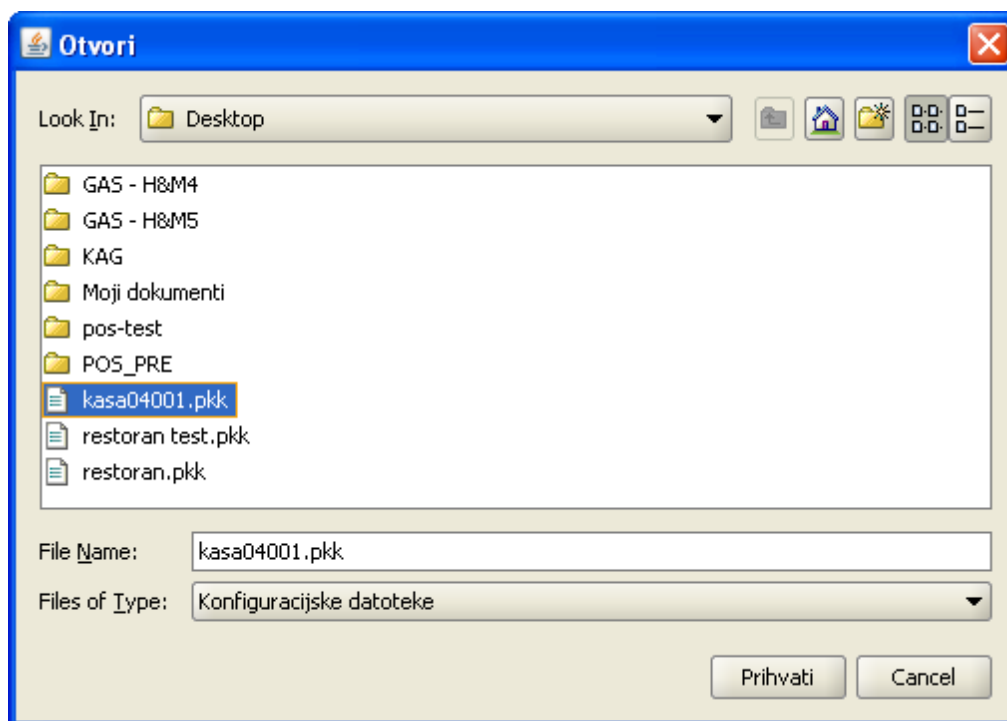 Otvori
Look In: Desktop
GAS - H&M4
GAS - H&M5
KAG
Moji dokumenti
pos-test
POS_PRE
kasa04001.pkk
restoran test.pkk
restoran.pkk
File Name: kasa04001.pkk
Files of Type: Konfiguracijske datoteke
Prihvati Cancel